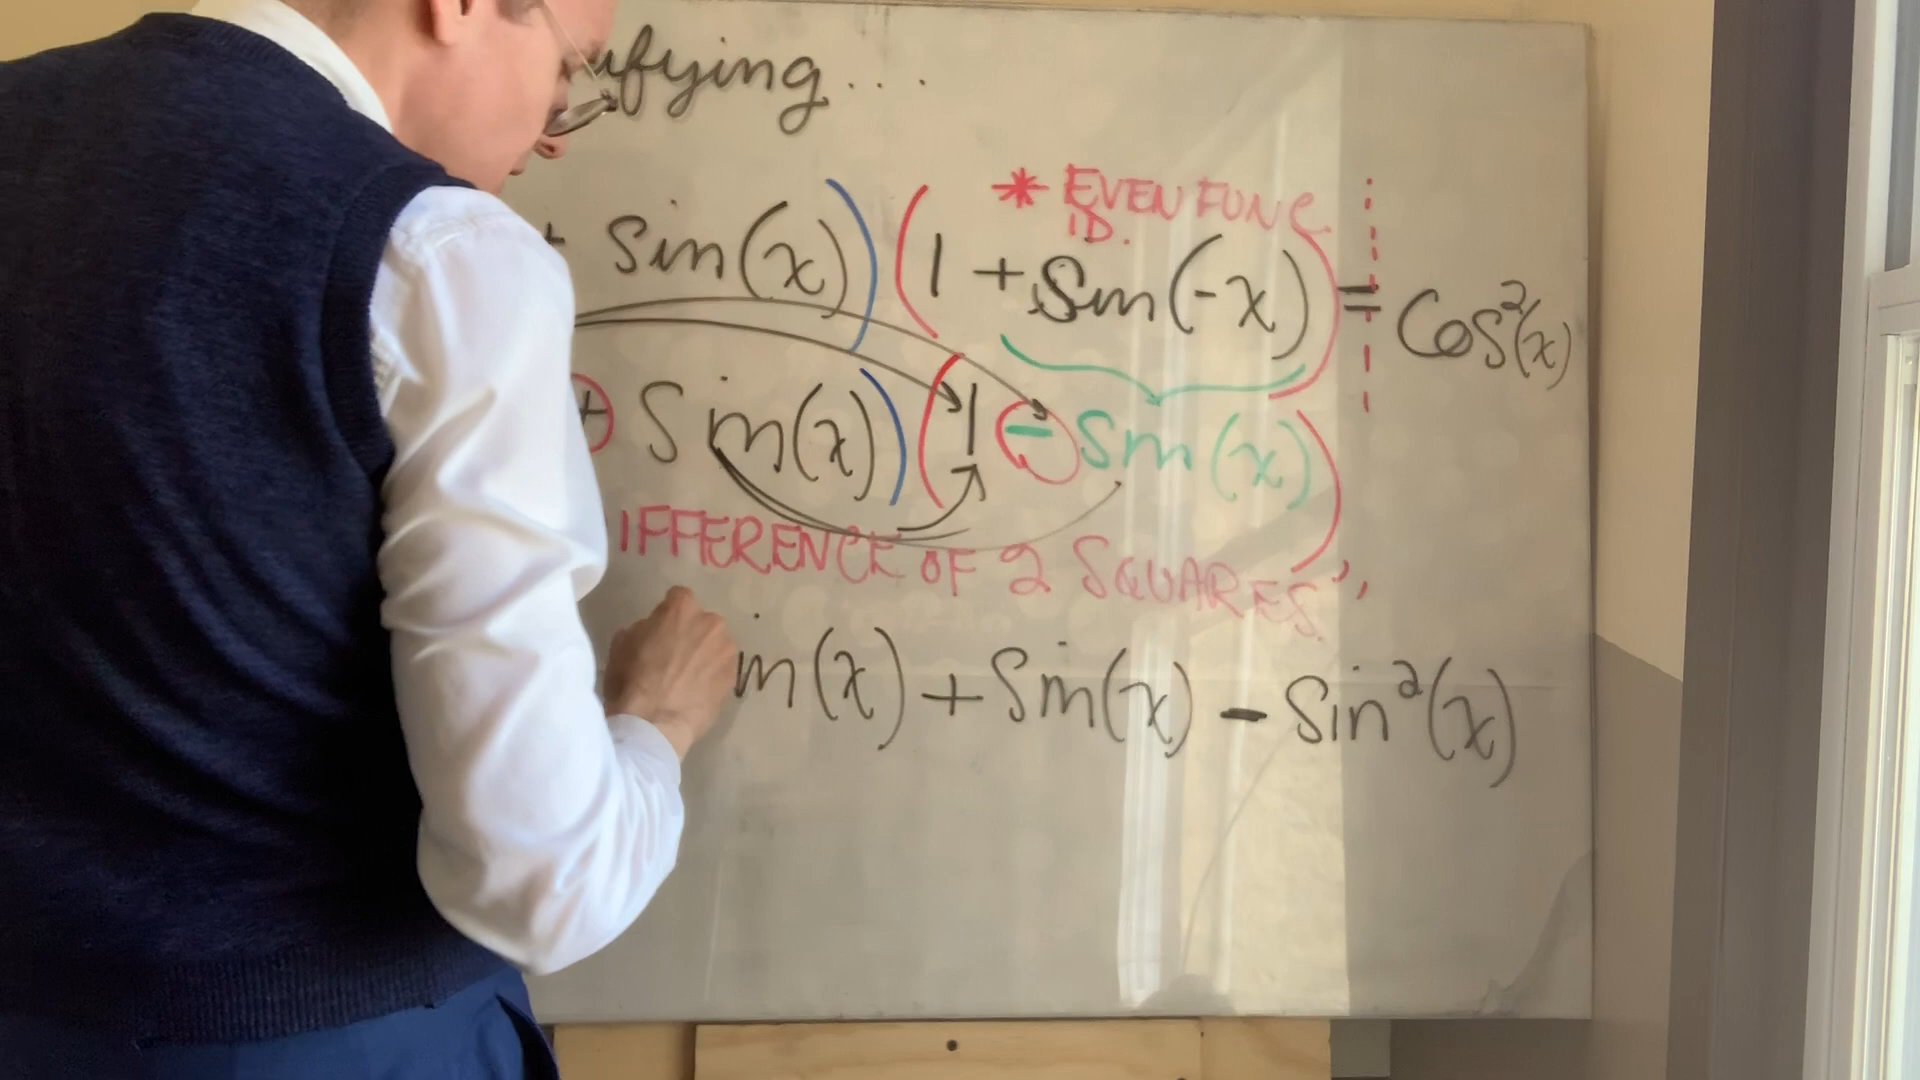 ifying...
* EVEN FUNC
ID.
+ sin(x))(1 + Sin(-x)) = Cos²(x)
+ Sin(x))(1 - Sin(x))
IFFERENCE OF 2 SQUARES."
in(x) + Sin(x) - Sin²(x)